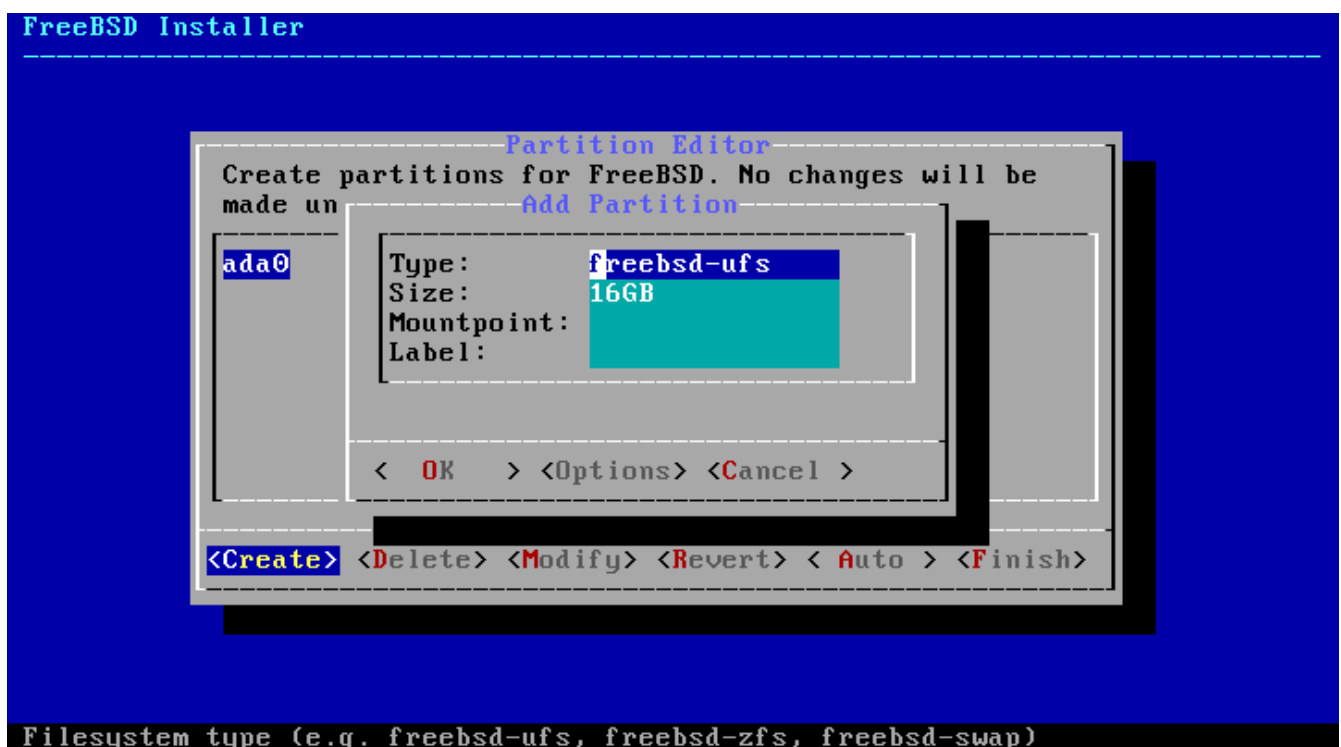 FreeBSD Installer
Partition Editor
Create partitions for FreeBSD. No changes will be
made un
Add Partition
ada0
Type: freebsd-ufs
Size: 16GB
Mountpoint:
Label:
< OK > <Options> <Cancel >
<Create> <Delete> <Modify> <Revert> < Auto > <Finish>
Filesystem type (e.g. freebsd-ufs, freebsd-zfs, freebsd-swap)